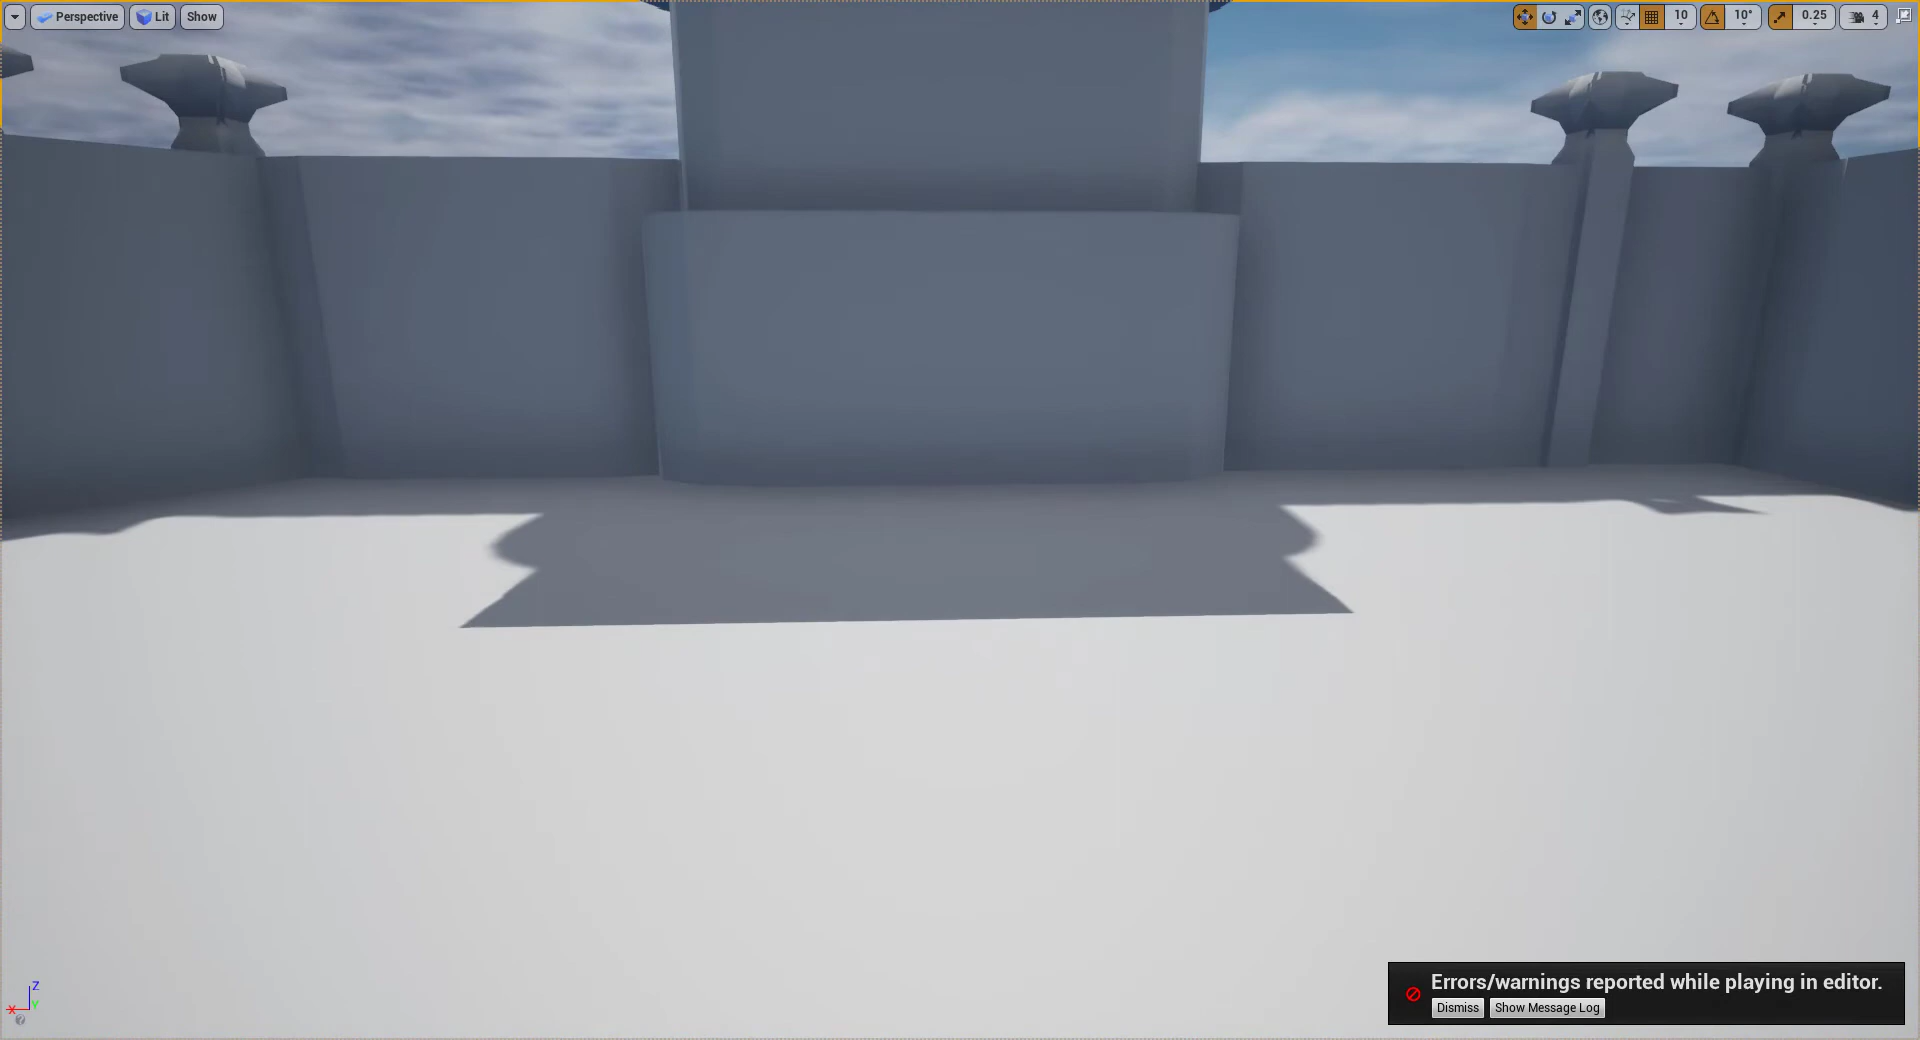 Perspective Lit Show 10 10° 0.25 4
Z
Y
X
Errors/warnings reported while playing in editor.
Dismiss Show Message Log